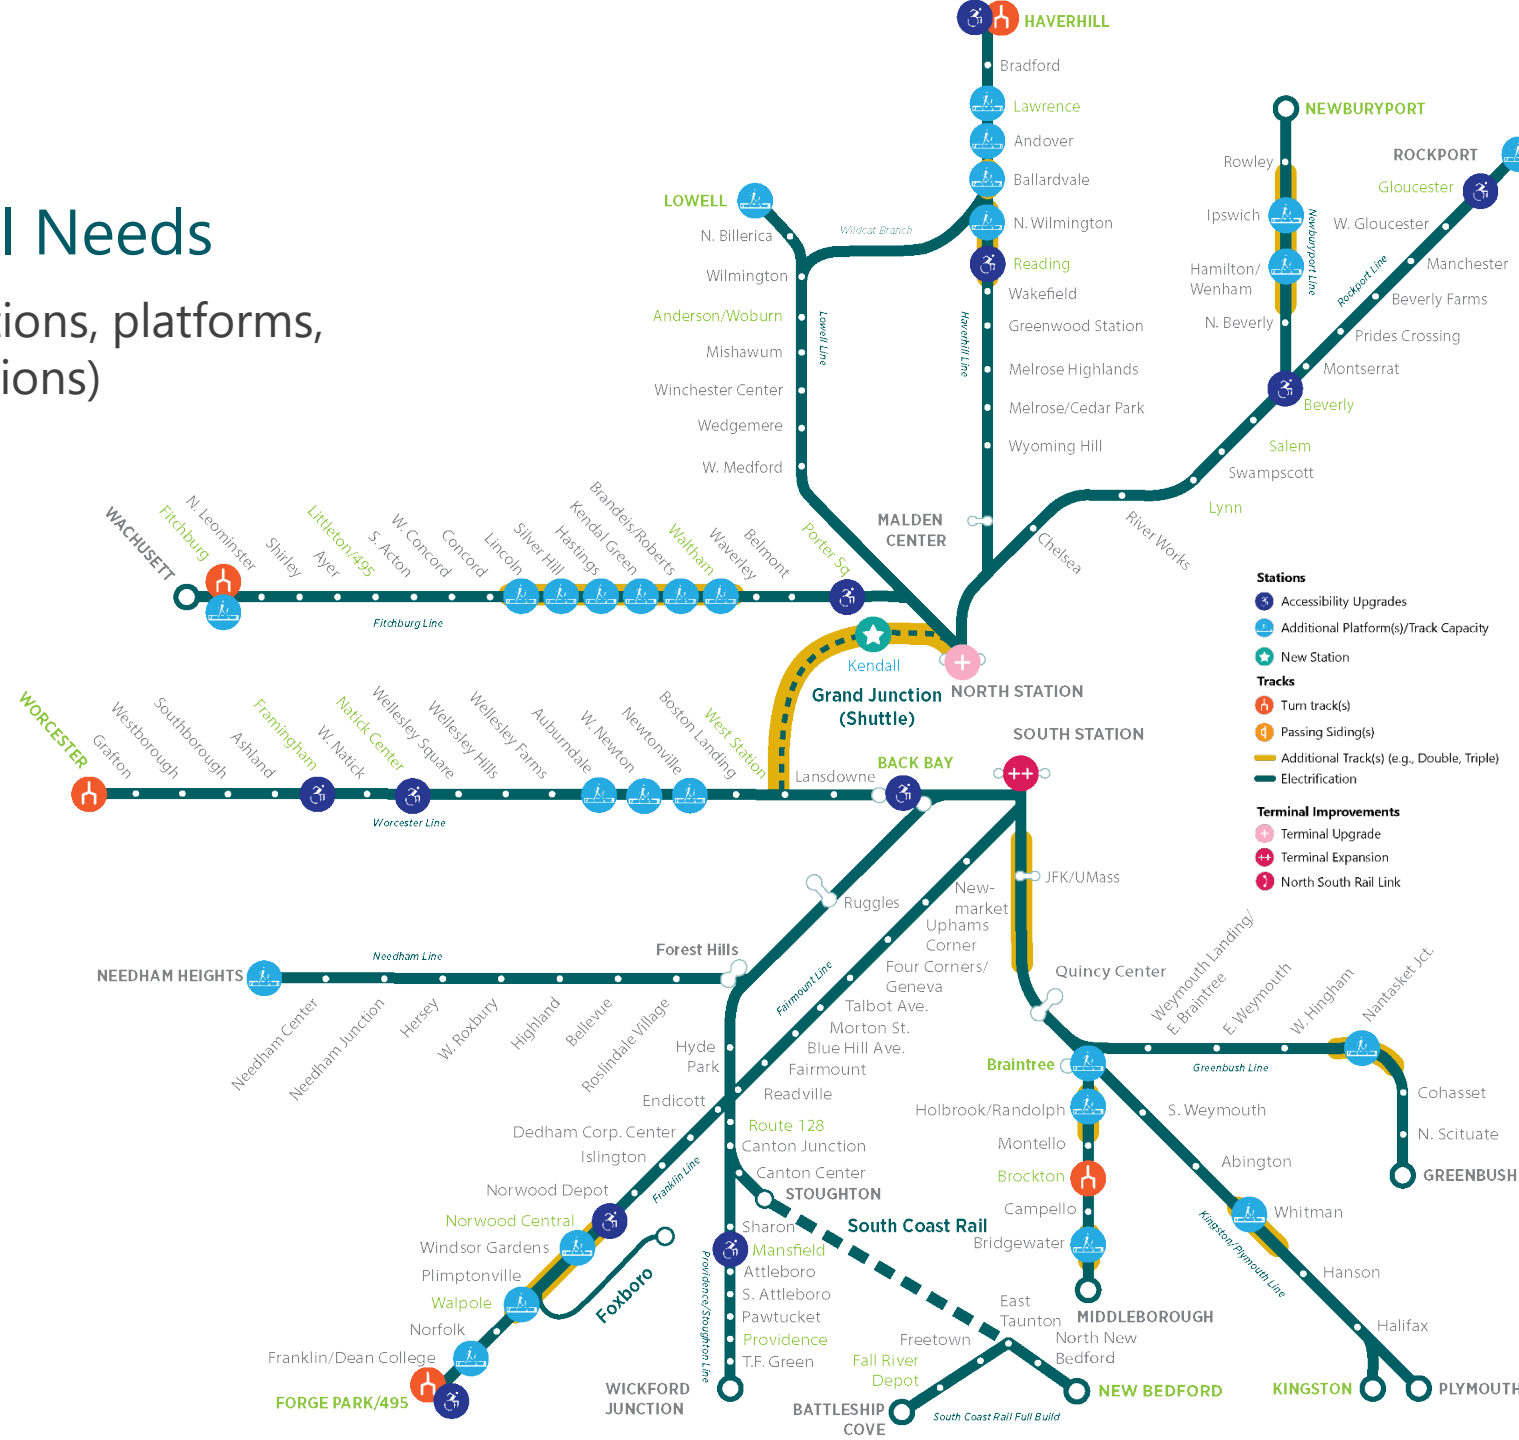 l Needs
tions, platforms,
ions)
HAVERHILL
Bradford
Lawrence
Andover
Ballardvale
N. Wilmington
Reading
Wakefield
Greenwood Station
Melrose Highlands
Melrose/Cedar Park
Wyoming Hill
Haverhill Line
MALDEN
CENTER
LOWELL
N. Billerica
Wildcat Branch
Wilmington
Anderson/Woburn
Mishawum
Winchester Center
Wedgemere
W. Medford
Lowell Line
NEWBURYPORT
Rowley
Ipswich
Hamilton/
Wenham
N. Beverly
Newburyport Line
ROCKPORT
Gloucester
W. Gloucester
Manchester
Beverly Farms
Prides Crossing
Montserrat
Rockport Line
Beverly
Salem
Swampscott
Lynn
River Works
Chelsea
WACHUSETT
Fitchburg
N. Leominster
Shirley
Ayer
Littleton/495
S. Acton
W. Concord
Concord
Lincoln
Silver Hill
Hastings
Kendal Green
Brandeis/Roberts
Waltham
Waverley
Belmont
Porter Sq
Fitchburg Line
Kendall
Grand Junction
(Shuttle)
NORTH STATION
SOUTH STATION
WORCESTER
Grafton
Westborough
Southborough
Ashland
Framingham
W. Natick
Natick Center
Wellesley Square
Wellesley Hills
Wellesley Farms
Auburndale
W. Newton
Newtonville
Boston Landing
West Station
Lansdowne
BACK BAY
Worcester Line
Stations
Accessibility Upgrades
Additional Platform(s)/Track Capacity
New Station
Tracks
Turn track(s)
Passing Siding(s)
Additional Track(s) (e.g., Double, Triple)
Electrification
Terminal Improvements
Terminal Upgrade
Terminal Expansion
North South Rail Link
Ruggles
Forest Hills
NEEDHAM HEIGHTS
Needham Line
Needham Center
Needham Junction
Hersey
W. Roxbury
Highland
Bellevue
Roslindale Village
New-
market
Uphams
Corner
Four Corners/
Geneva
Talbot Ave.
Morton St.
Blue Hill Ave.
Fairmount
Readville
Fairmount Line
JFK/UMass
Quincy Center
Weymouth Landing/
E. Braintree
E. Weymouth
W. Hingham
Nantasket Jct.
Greenbush Line
Cohasset
N. Scituate
GREENBUSH
Braintree
Holbrook/Randolph
Montello
Brockton
Campello
Bridgewater
MIDDLEBOROUGH
S. Weymouth
Abington
Whitman
Hanson
Halifax
Kingston/Plymouth Line
KINGSTON
PLYMOUTH
Hyde
Park
Endicott
Dedham Corp. Center
Islington
Norwood Depot
Norwood Central
Windsor Gardens
Plimptonville
Walpole
Norfolk
Franklin/Dean College
FORGE PARK/495
Franklin Line
Foxboro
Route 128
Canton Junction
Canton Center
STOUGHTON
Sharon
Mansfield
Attleboro
S. Attleboro
Pawtucket
Providence
T.F. Green
Providence/Stoughton Line
WICKFORD
JUNCTION
South Coast Rail
East
Taunton
Freetown
Fall River
Depot
BATTLESHIP
COVE
North New
Bedford
NEW BEDFORD
South Coast Rail Full Build